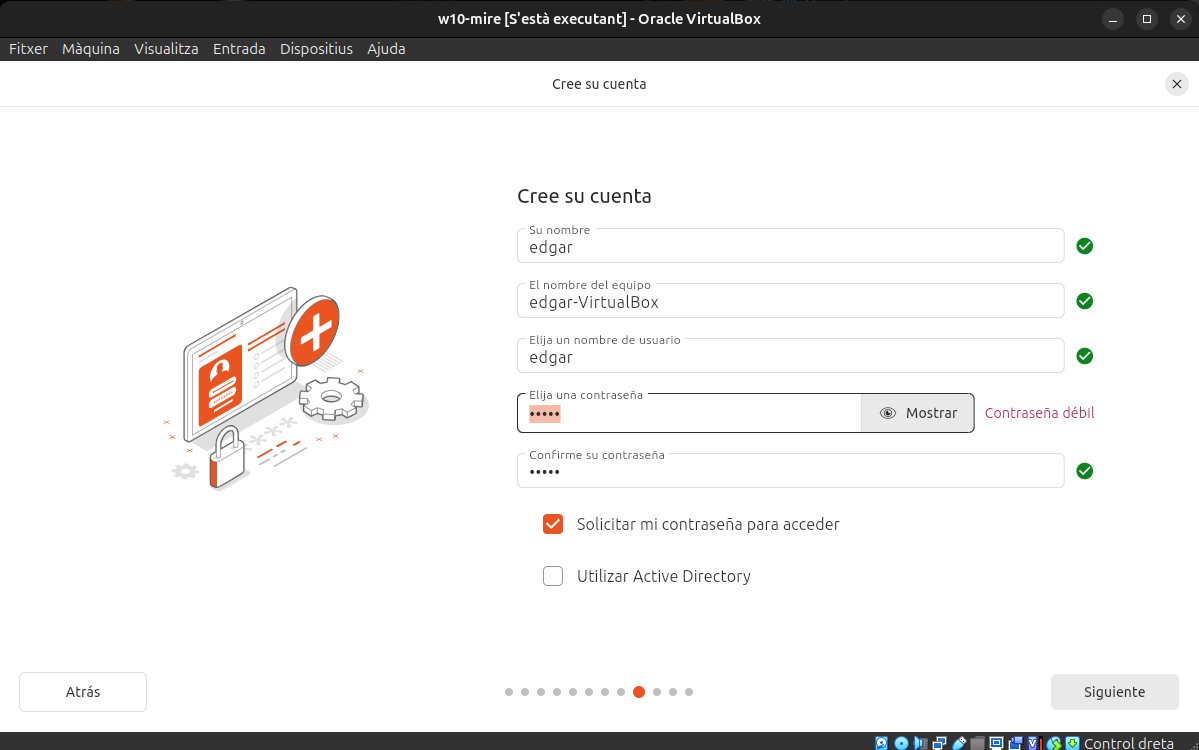 w10-mire [S'està executant] - Oracle VirtualBox
Fitxer Màquina Visualitza Entrada Dispositius Ajuda
Cree su cuenta
Cree su cuenta
Su nombre
edgar
El nombre del equipo
edgar-VirtualBox
Elija un nombre de usuario
edgar
Elija una contraseña
••••• Mostrar Contraseña débil
Confirme su contraseña
•••••
Solicitar mi contraseña para acceder
Utilizar Active Directory
Atrás Siguiente
Control dreta